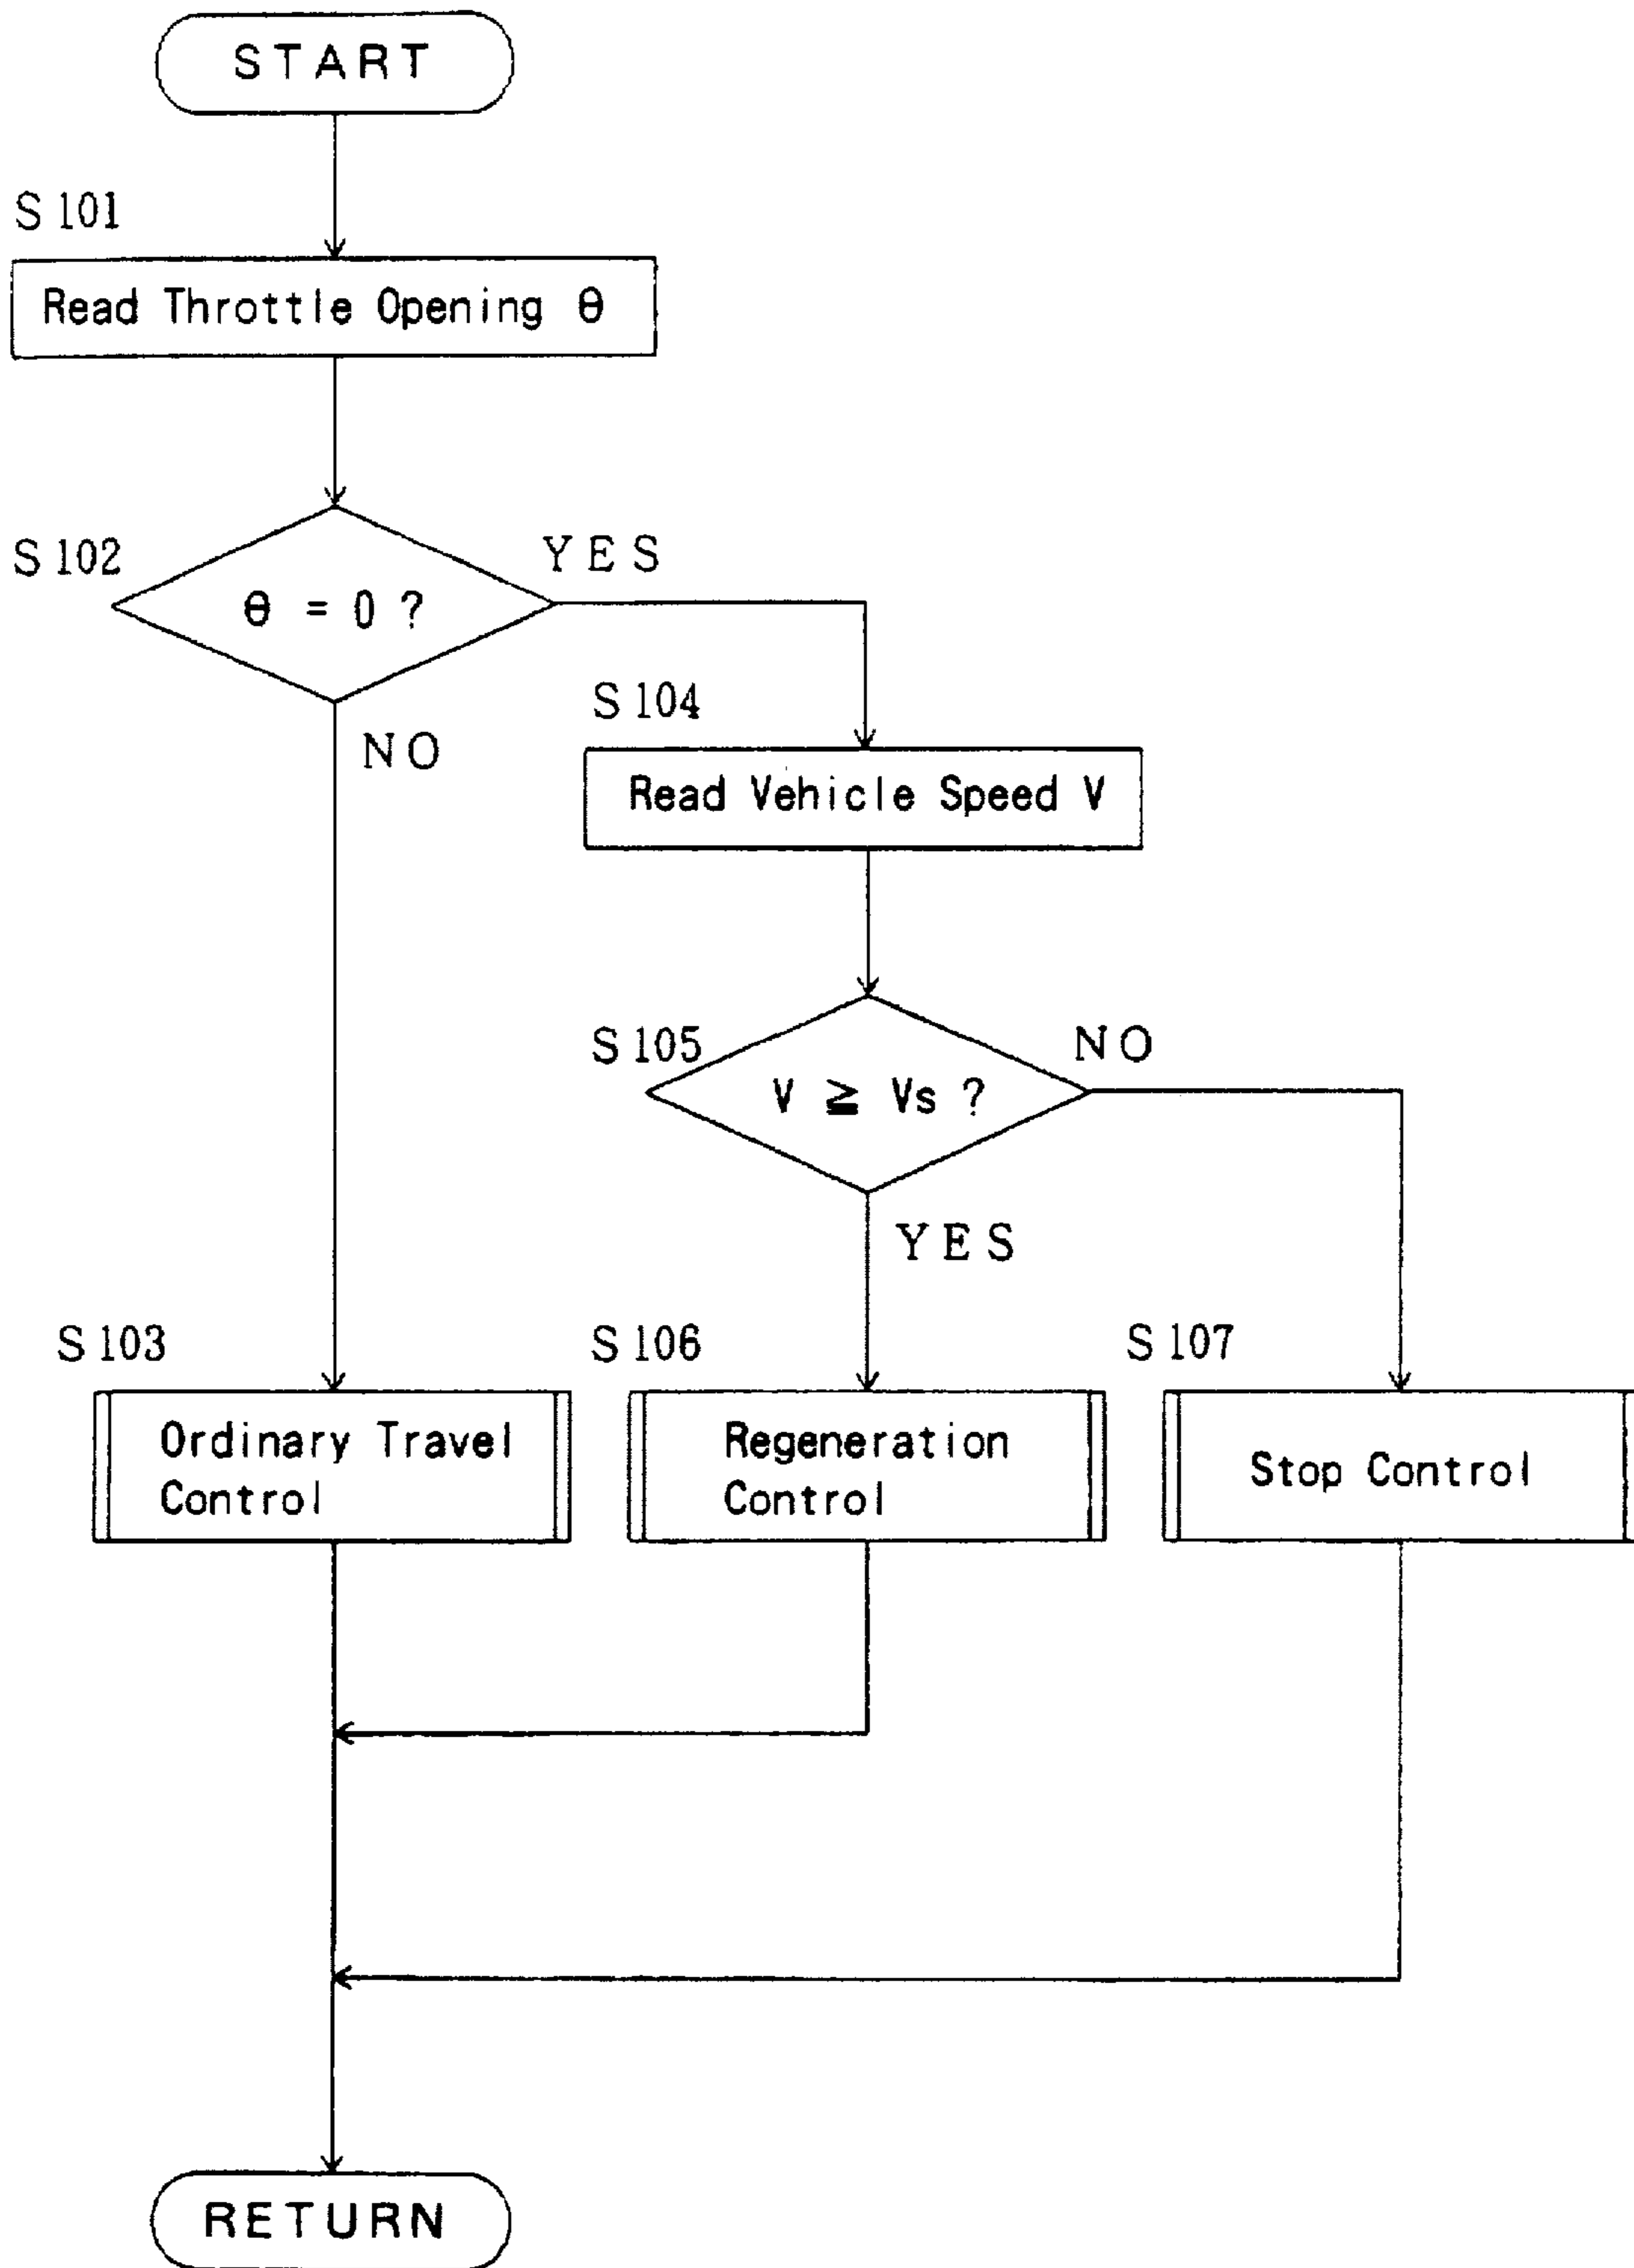 START
S101
Read Throttle Opening θ
S102
θ = 0 ?
YES
NO
S104
Read Vehicle Speed V
S105
V ≧ Vs ?
NO
YES
S103
Ordinary Travel
Control
S106
Regeneration
Control
S107
Stop Control
RETURN